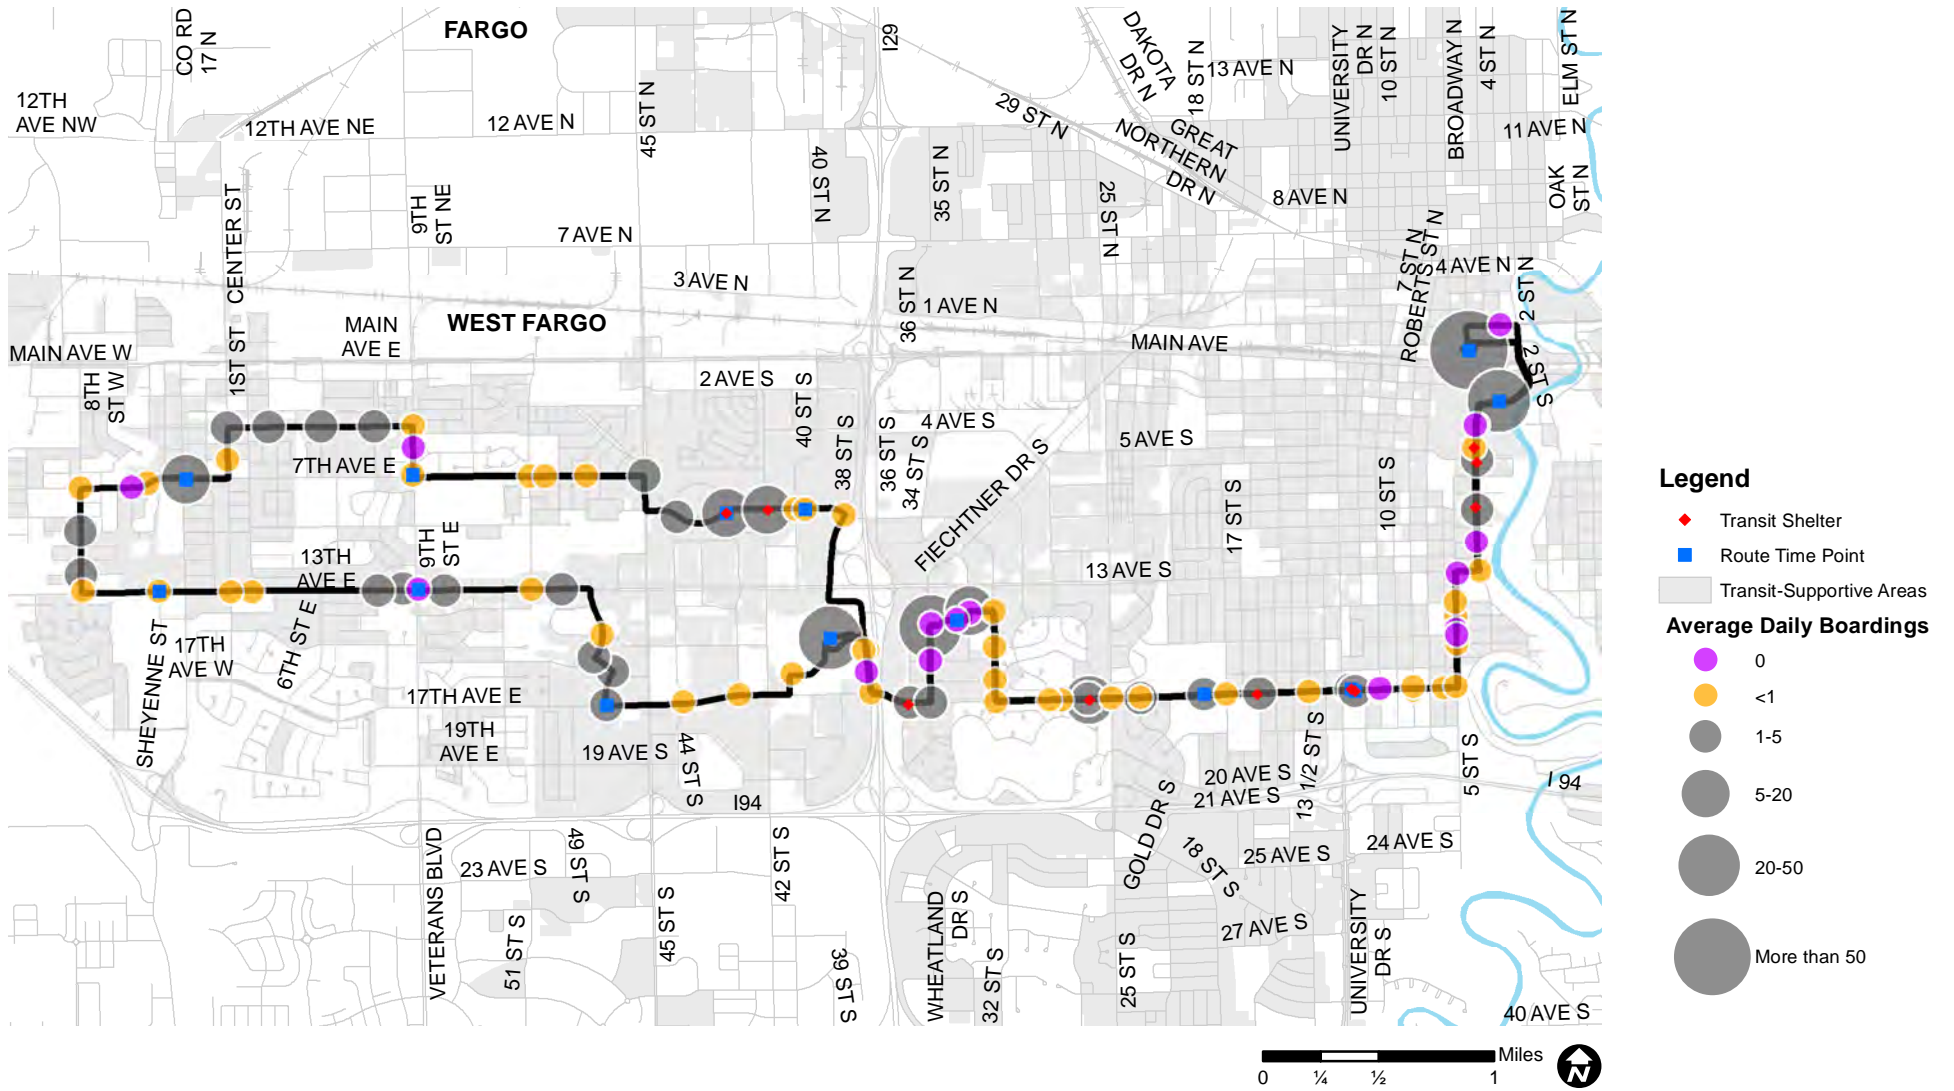 FARGO
CO RD
17 N
I29
DAKOTA
DR N
18 ST N
13 AVE N
UNIVERSITY
DR N
10 ST N
BROADWAY N
4 ST N
ELM ST N
12TH
AVE NW
12TH AVE NE
12 AVE N
45 ST N
29 ST N
GREAT
NORTHERN
DR N
11 AVE N
40 ST N
35 ST N
25 ST N
8 AVE N
OAK
ST N
CENTER ST
9TH
ST NE
7 AVE N
7 ST N
ROBERTS ST N
4 AVE N
2 ST N
3 AVE N
36 ST N
1 AVE N
WEST FARGO
MAIN
AVE E
MAIN AVE W
MAIN AVE
1ST ST
8TH
ST W
2 AVE S
40 ST S
2 ST S
38 ST S
36 ST S
34 ST S
4 AVE S
5 AVE S
FIECHTNER DR S
7TH AVE E
17 ST S
10 ST S
9TH
ST E
13TH
AVE E
13 AVE S
SHEYENNE ST
17TH
AVE W
6TH ST E
17TH AVE E
19TH
AVE E
19 AVE S
44 ST S
I94
13 1/2 ST S
5 ST S
20 AVE S
21 AVE S
I 94
GOLD DR S
VETERANS BLVD
49 ST S
23 AVE S
42 ST S
18 ST S
25 AVE S
24 AVE S
51 ST S
45 ST S
39 ST S
WHEATLAND
DR S
32 ST S
25 ST S
27 AVE S
UNIVERSITY
DR S
40 AVE S
Legend
Transit Shelter
Route Time Point
Transit-Supportive Areas
Average Daily Boardings
0
<1
1-5
5-20
20-50
More than 50
Miles
0
¼
½
1
N